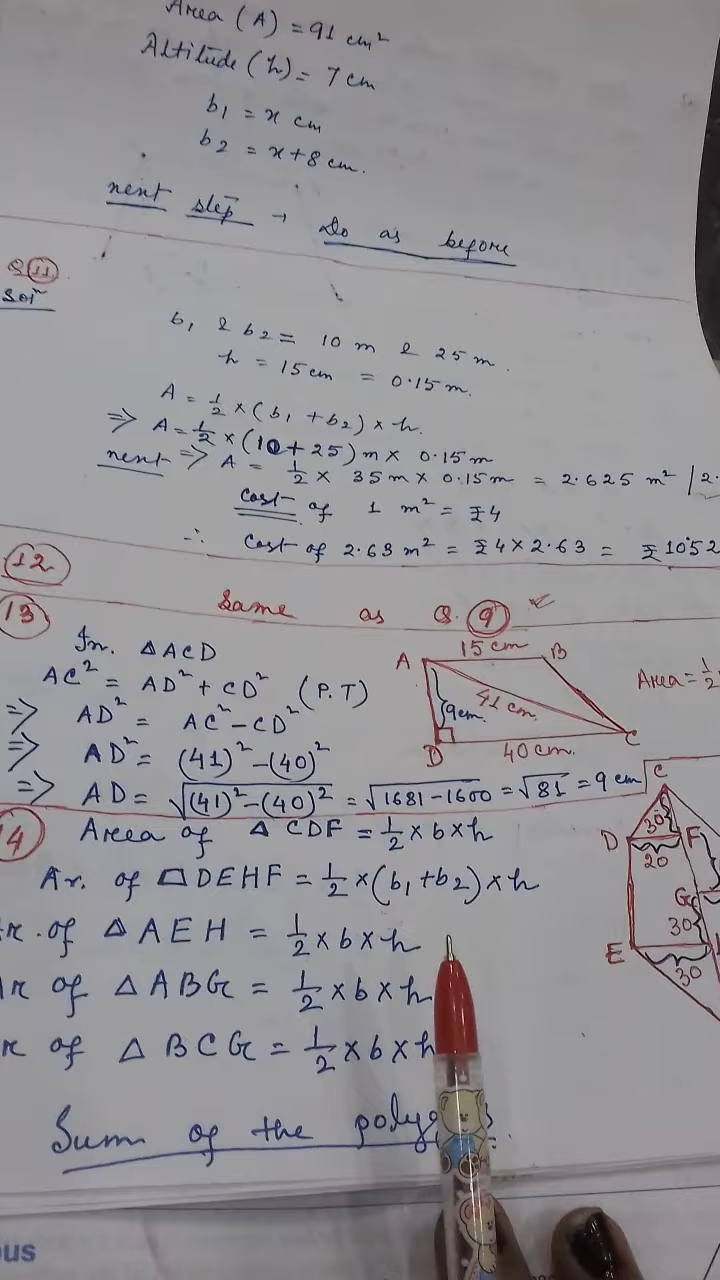 Area (A) = 91 cm²
Altitude (h) = 7 cm
b₁ = x cm
b₂ = x+8 cm.
nent step → Do as before
Q 11
Solⁿ
b₁ & b₂ = 10 m & 25 m.
h = 15 cm = 0.15 m.
A = 1/2 × (b₁ + b₂) × h.
⇒ A = 1/2 × (10 + 25) m × 0.15 m
nent ⇒ A = 1/2 × 35 m × 0.15 m = 2.625 m² | 2.
Cost of 1 m² = ₹4
∴ Cost of 2.63 m² = ₹4 × 2.63 = ₹10.52
12
Same as Q. 9
13
In. △ACD
AC² = AD² + CD² (P.T)
⇒ AD² = AC² - CD²
⇒ AD² = (41)² - (40)²
⇒ AD = √(41)² - (40)² = √1681 - 1600 = √81 = 9 cm
A 15 cm B
9cm. 41 cm.
D 40 cm. C
Area = 1/2
14
Area of △ CDF = 1/2 × b × h
Ar. of DEHF = 1/2 × (b₁ + b₂) × h
Ar. of △ AEH = 1/2 × b × h
Ar of △ ABG = 1/2 × b × h
Ar of △ BCG = 1/2 × b × h
Sum of the
C
D 30 F
20
G
30
E
30